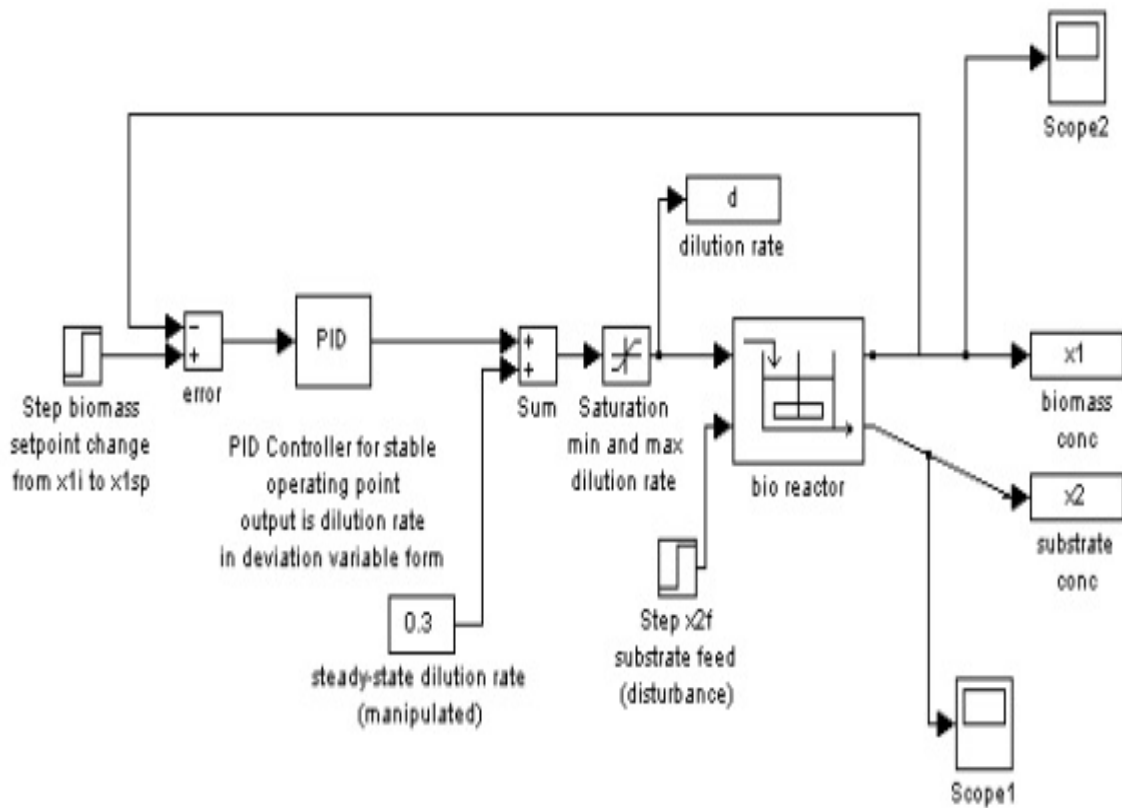 Scope2
d
dilution rate
−
+
error
PID
+
+
Sum
Step biomass
setpoint change
from x1i to x1sp
PID Controller for stable
operating point
output is dilution rate
in deviation variable form
Saturation
min and max
dilution rate
bio reactor
x1
biomass
conc
x2
substrate
conc
0.3
steady-state dilution rate
(manipulated)
Step x2f
substrate feed
(disturbance)
Scope1